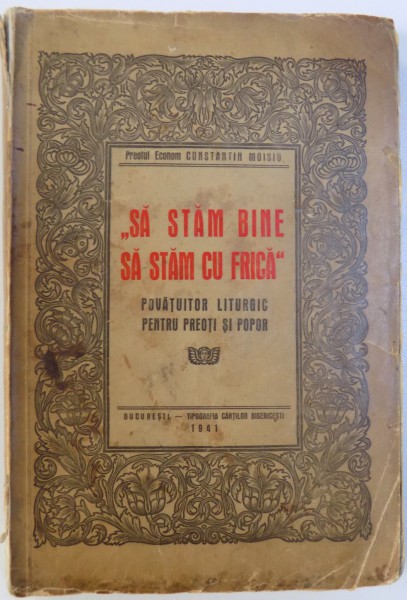 Preotul Econom CONSTANTIN MOISIU
„SĂ STĂM BINE
SĂ STĂM CU FRICĂ“
POVĂȚUITOR LITURGIC
PENTRU PREOȚI ȘI POPOR
BUCUREȘTI — TIPOGRAFIA CĂRȚILOR BISERICEȘTI
1941